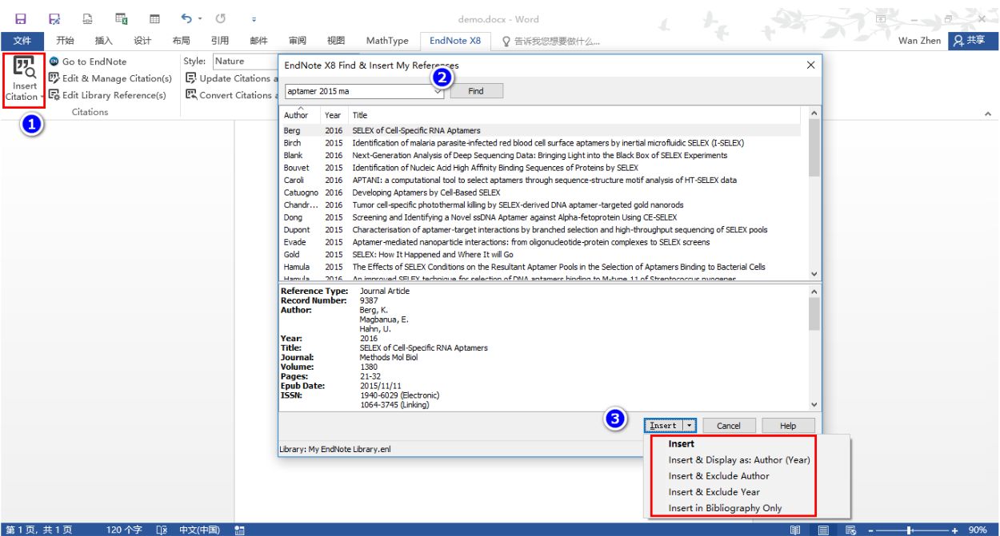 demo.docx - Word
文件 开始 插入 设计 布局 引用 邮件 审阅 视图 MathType EndNote X8 告诉我您想要做什么... Wan Zhen 共享
Insert Citation
Go to EndNote
Edit & Manage Citation(s)
Edit Library Reference(s)
Citations
Style: Nature
Update Citations a
Convert Citations a
1
EndNote X8 Find & Insert My References
2
aptamer 2015 ma Find
Author Year Title
Berg 2016 SELEX of Cell-Specific RNA Aptamers
Birch 2015 Identification of malaria parasite-infected red blood cell surface aptamers by inertial microfluidic SELEX (I-SELEX)
Blank 2016 Next-Generation Analysis of Deep Sequencing Data: Bringing Light into the Black Box of SELEX Experiments
Bouvet 2015 Identification of Nucleic Acid High Affinity Binding Sequences of Proteins by SELEX
Caroli 2016 APTANI: a computational tool to select aptamers through sequence-structure motif analysis of HT-SELEX data
Catuogno 2016 Developing Aptamers by Cell-Based SELEX
Chandr... 2016 Tumor cell-specific photothermal killing by SELEX-derived DNA aptamer-targeted gold nanorods
Dong 2015 Screening and Identifying a Novel ssDNA Aptamer against Alpha-fetoprotein Using CE-SELEX
Dupont 2015 Characterisation of aptamer-target interactions by branched selection and high-throughput sequencing of SELEX pools
Evade 2015 Aptamer-mediated nanoparticle interactions: from oligonucleotide-protein complexes to SELEX screens
Gold 2015 SELEX: How It Happened and Where It will Go
Hamula 2015 The Effects of SELEX Conditions on the Resultant Aptamer Pools in the Selection of Aptamers Binding to Bacterial Cells
Hamula 2016 An improved SELEX technique for selection of DNA aptamers binding to M-type 11 of Streptococcus pyogenes
Reference Type: Journal Article
Record Number: 9387
Author: Berg, K.
Magbanua, E.
Hahn, U.
Year: 2016
Title: SELEX of Cell-Specific RNA Aptamers
Journal: Methods Mol Biol
Volume: 1380
Pages: 21-32
Epub Date: 2015/11/11
ISSN: 1940-6029 (Electronic)
1064-3745 (Linking)
3
Insert Cancel Help
Library: My EndNote Library.enl
Insert
Insert & Display as: Author (Year)
Insert & Exclude Author
Insert & Exclude Year
Insert in Bibliography Only
第 1 页, 共 1 页 120 个字 中文(中国) 90%